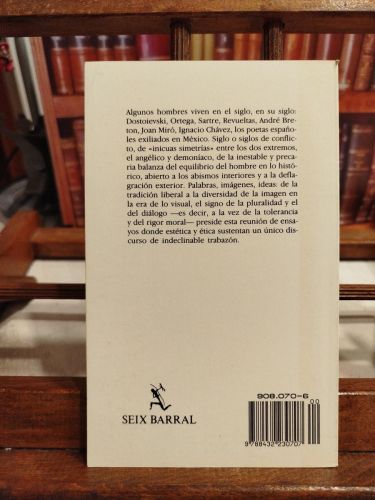 Algunos hombres viven en el siglo, en su siglo:
Dostoievski, Ortega, Sartre, Revueltas, André Bre-
ton, Joan Miró, Ignacio Chávez, los poetas españo-
les exiliados en México. Siglo o siglos de conflic-
to, de «inicuas simetrías» entre los dos extremos,
el angélico y demoníaco, de la inestable y preca-
ria balanza del equilibrio del hombre en lo histó-
rico, abierto a los abismos interiores y a la defla-
gración exterior. Palabras, imágenes, ideas: de la
tradición liberal a la diversidad de la imagen en
la era de lo visual, el signo de la pluralidad y el
del diálogo —es decir, a la vez de la tolerancia
y del rigor moral— preside esta reunión de ensa-
yos donde estética y ética sustentan un único dis-
curso de indeclinable trabazón.
SEIX BARRAL
908.070-6
00
9788432230707